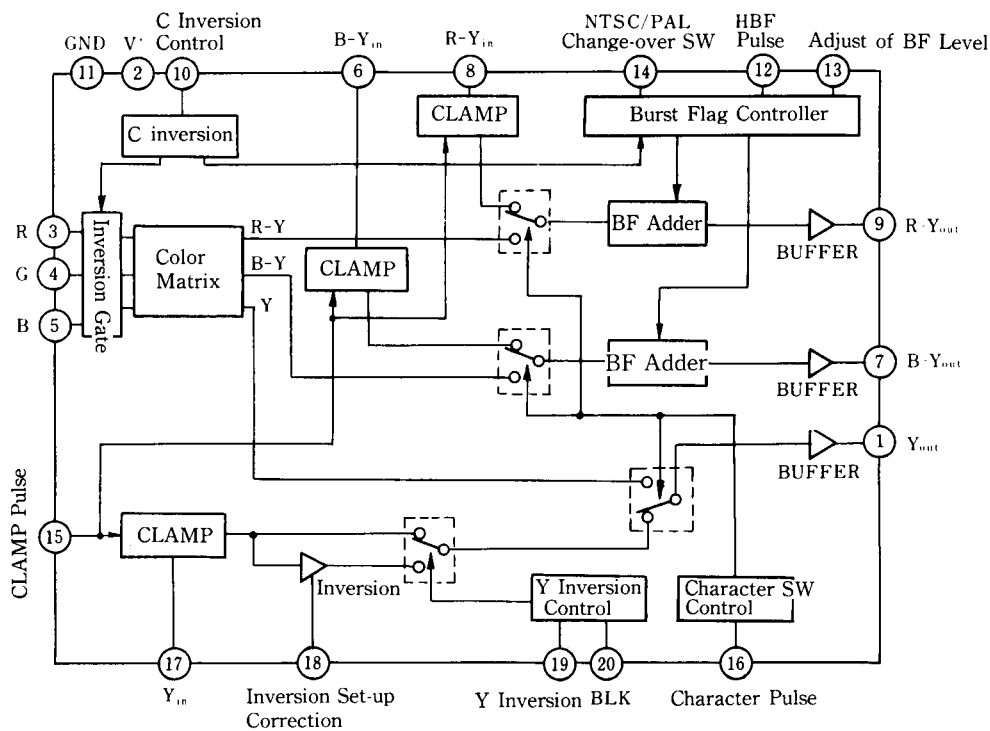 C Inversion
Control
GND
V+
B-Yin
R-Yin
NTSC/PAL
Change-over SW
HBF
Pulse
Adjust of BF Level
11
2
10
6
8
14
12
13
C inversion
CLAMP
Burst Flag Controller
R
3
G
4
B
5
Inversion Gate
Color
Matrix
R-Y
B-Y
Y
CLAMP
BF Adder
BUFFER
9
R-Yout
BF Adder
BUFFER
7
B-Yout
BUFFER
1
Yout
CLAMP Pulse
15
CLAMP
Inversion
Y Inversion
Control
Character SW
Control
17
18
19
20
16
Yin
Inversion Set-up
Correction
Y Inversion
BLK
Character Pulse